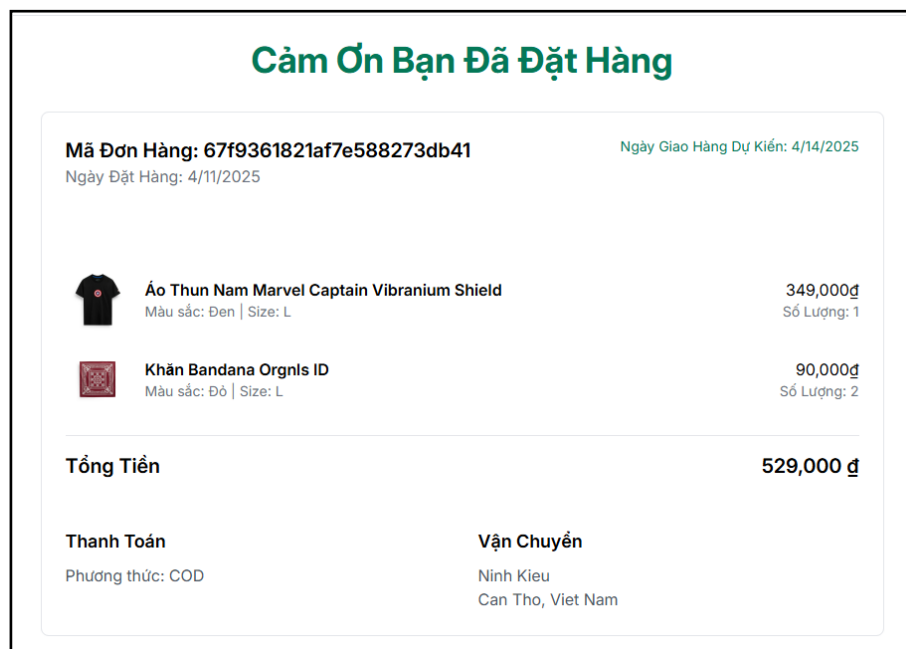 Cảm Ơn Bạn Đã Đặt Hàng
Mã Đơn Hàng: 67f9361821af7e588273db41
Ngày Giao Hàng Dự Kiến: 4/14/2025
Ngày Đặt Hàng: 4/11/2025
Áo Thun Nam Marvel Captain Vibranium Shield
349,000₫
Màu sắc: Đen | Size: L
Số Lượng: 1
Khăn Bandana Orgnls ID
90,000₫
Màu sắc: Đỏ | Size: L
Số Lượng: 2
Tổng Tiền
529,000 ₫
Thanh Toán
Phương thức: COD
Vận Chuyển
Ninh Kieu
Can Tho, Viet Nam